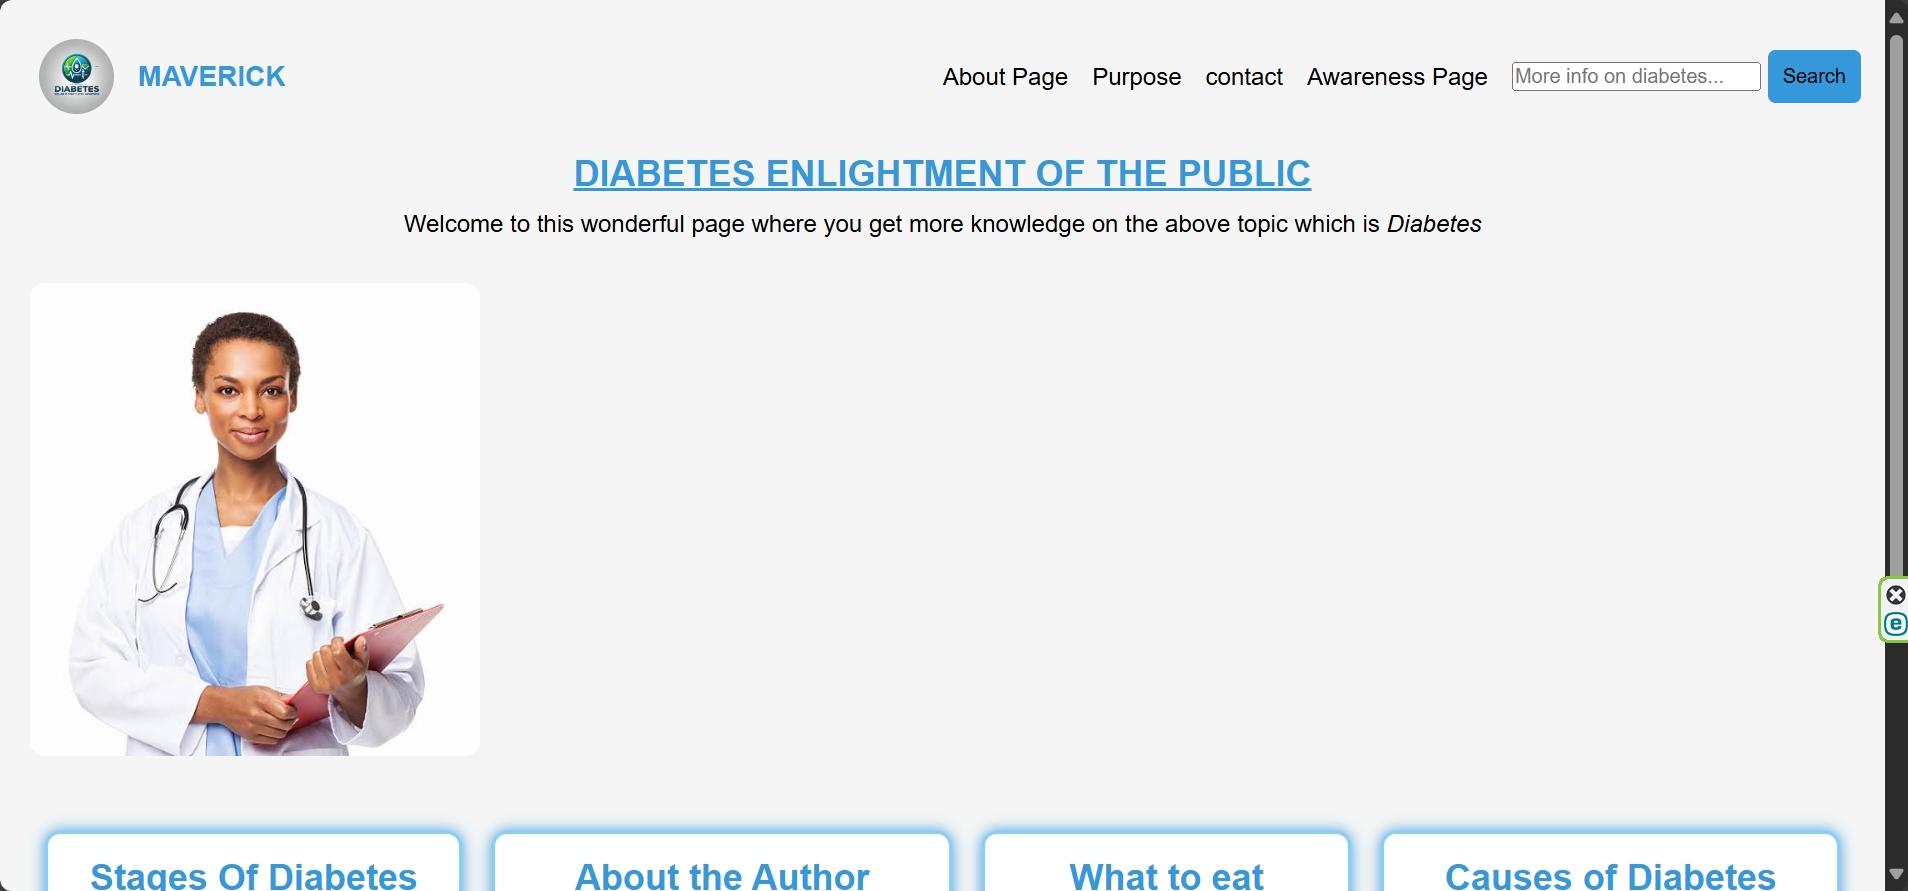 DIABETES
MAVERICK
About Page Purpose contact Awareness Page More info on diabetes... Search
DIABETES ENLIGHTMENT OF THE PUBLIC
Welcome to this wonderful page where you get more knowledge on the above topic which is Diabetes
e
Stages Of Diabetes
About the Author
What to eat
Causes of Diabetes